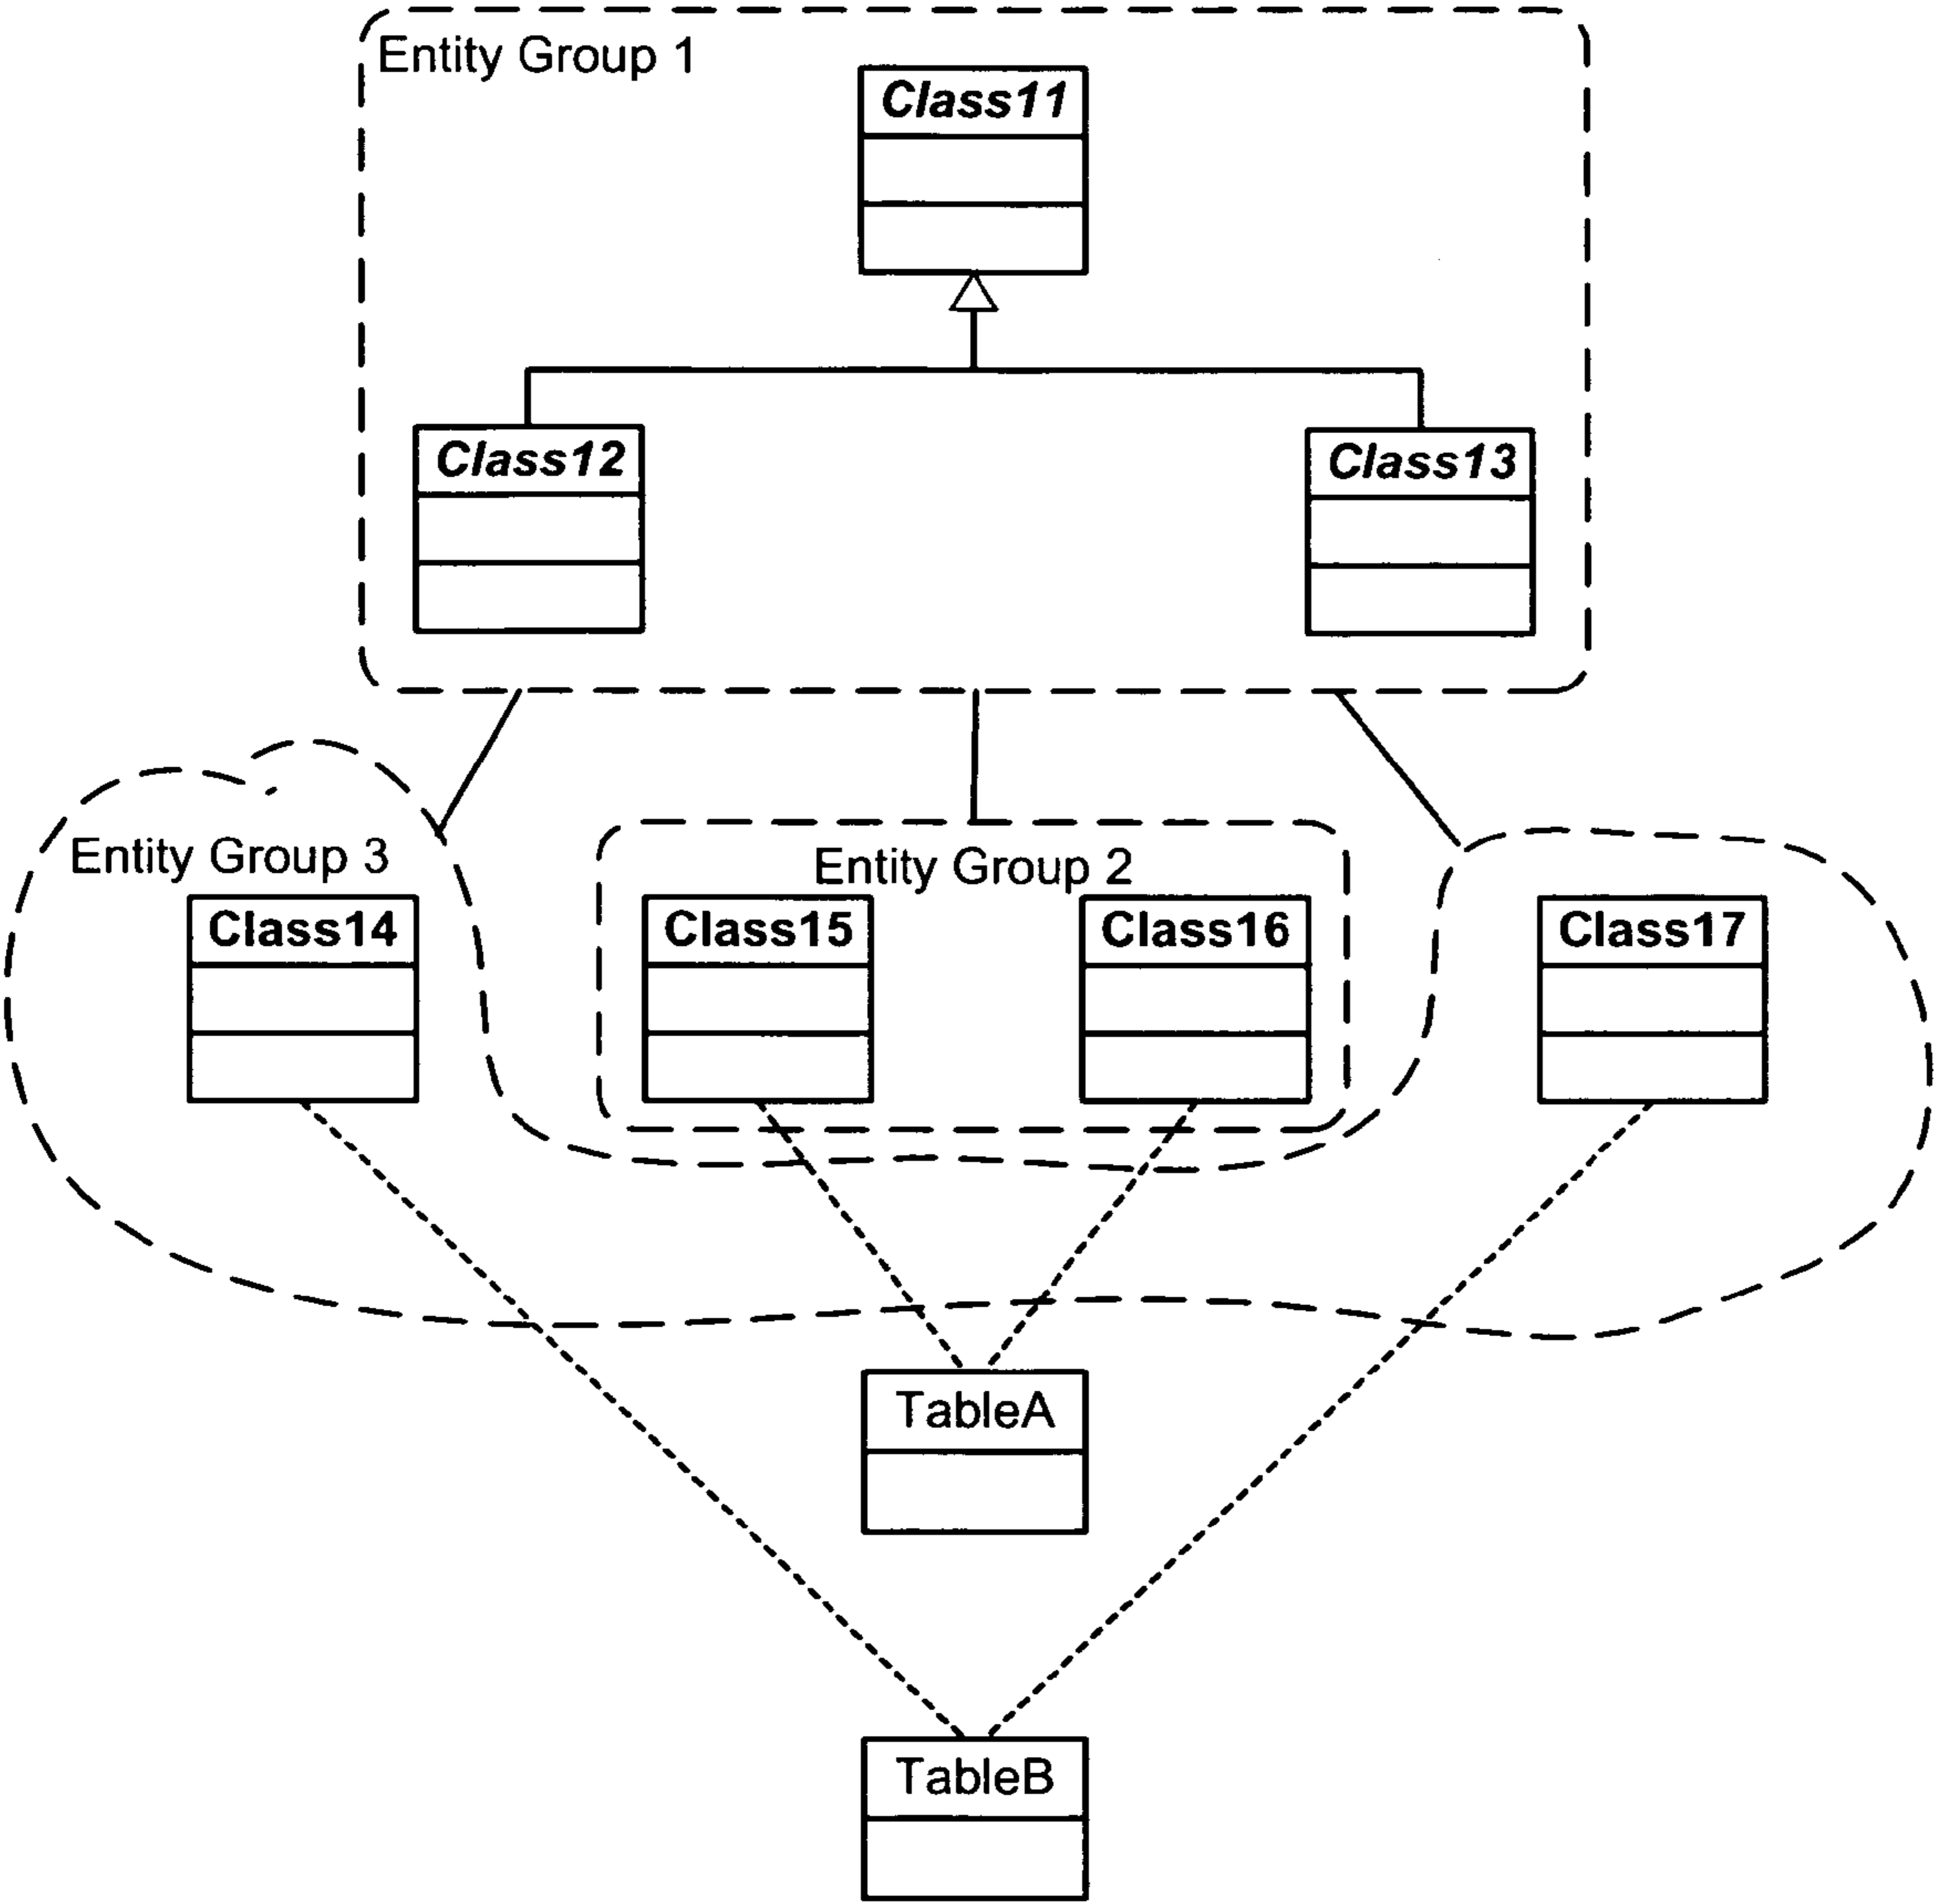 Entity Group 1
Class11
Class12
Class13
Entity Group 3
Entity Group 2
Class14
Class15
Class16
Class17
TableA
TableB